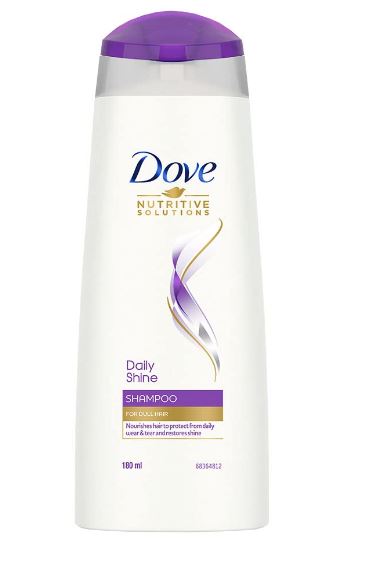 Dove
NUTRITIVE
SOLUTIONS
Daily
Shine
SHAMPOO
FOR DULL HAIR
Nourishes hair to protect from daily
wear & tear and restores shine
180 ml 68364812